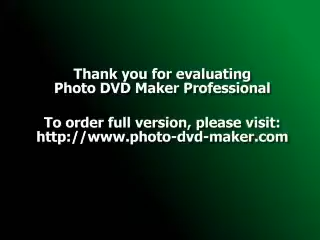 Thank you for evaluating
Photo DVD Maker Professional
To order full version, please visit:
http://www.photo-dvd-maker.com